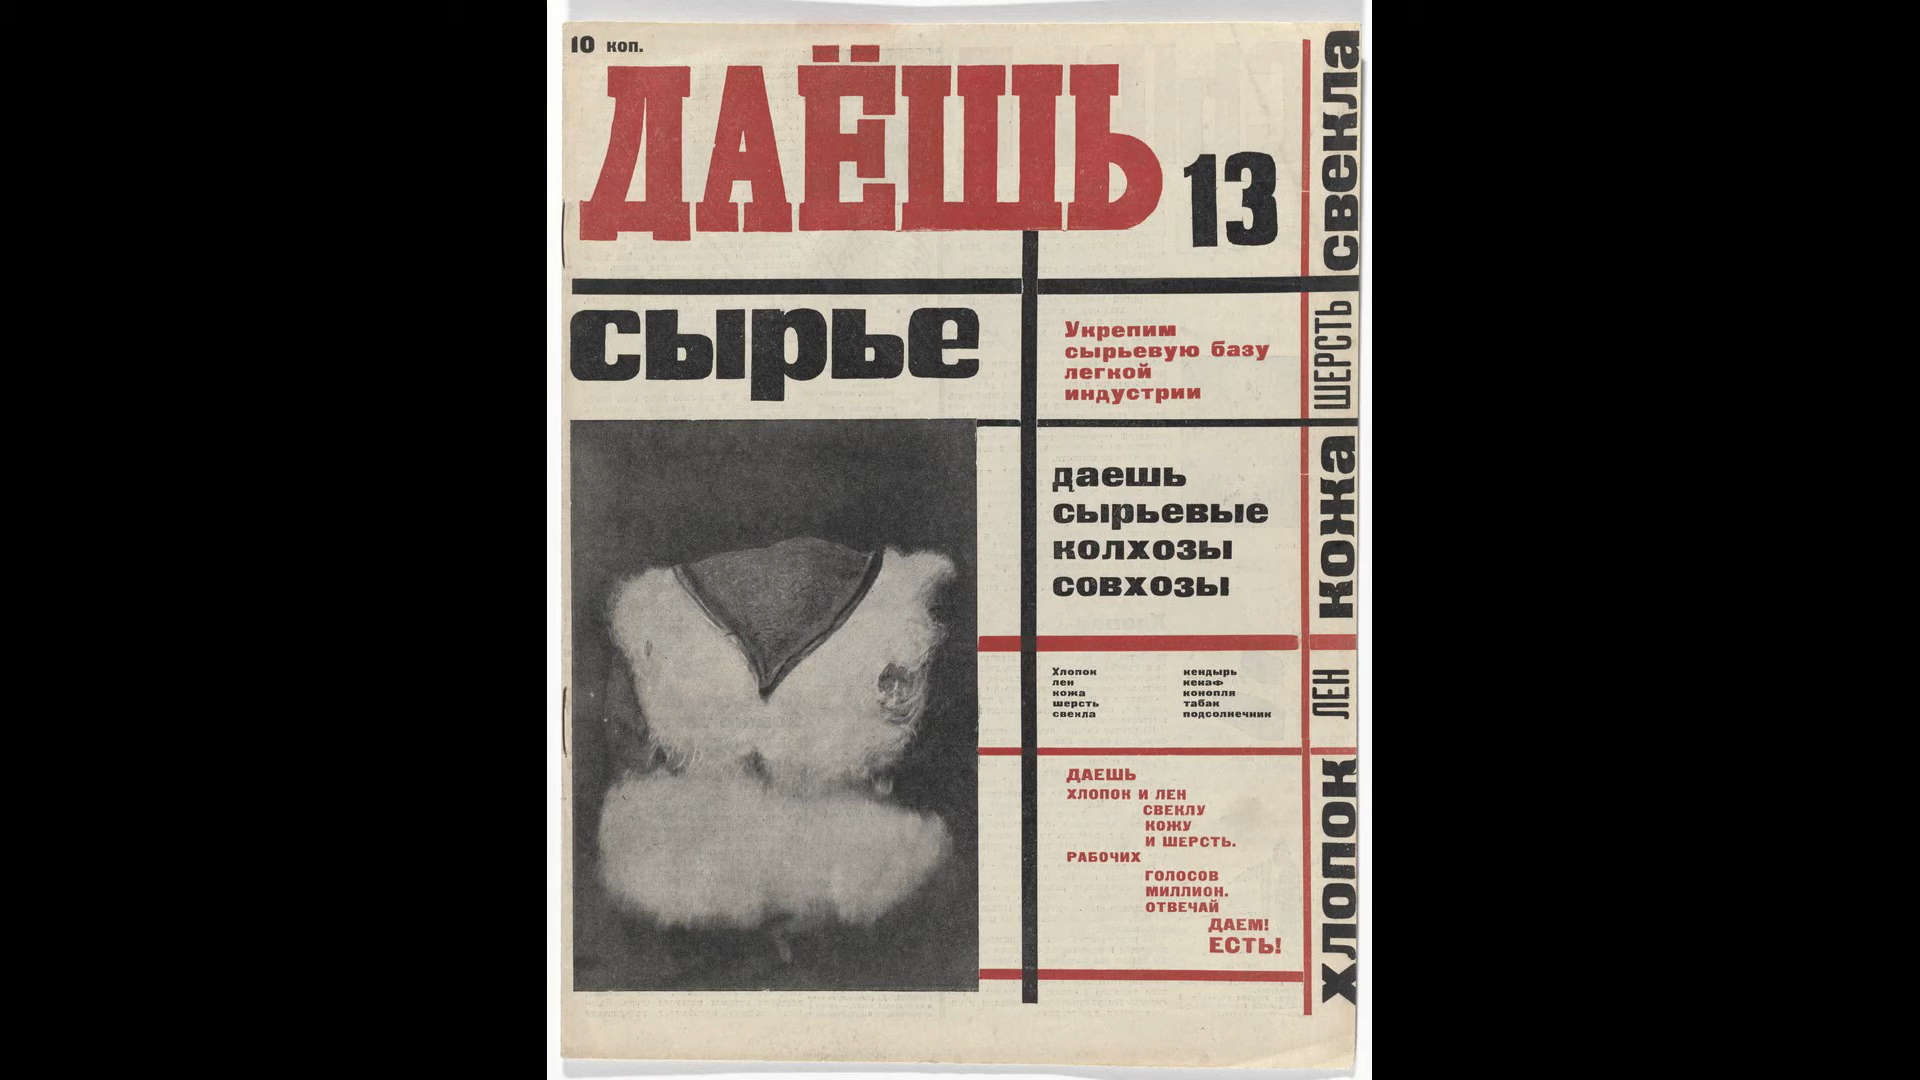 10 коп.
ДАЁШЬ
13
сырье
Укрепим
сырьевую базу
легкой
индустрии
даешь
сырьевые
колхозы
совхозы
Хлопок
лен
кожа
шерсть
свекла
кендырь
кенаф
конопля
табак
подсолнечник
ДАЕШЬ
ХЛОПОК И ЛЕН
СВЕКЛУ
КОЖУ
И ШЕРСТЬ.
РАБОЧИХ
ГОЛОСОВ
МИЛЛИОН.
ОТВЕЧАЙ
ДАЕМ!
ЕСТЬ!
свекла
ШЕРСТЬ
кожа
ЛЕН
хлопок